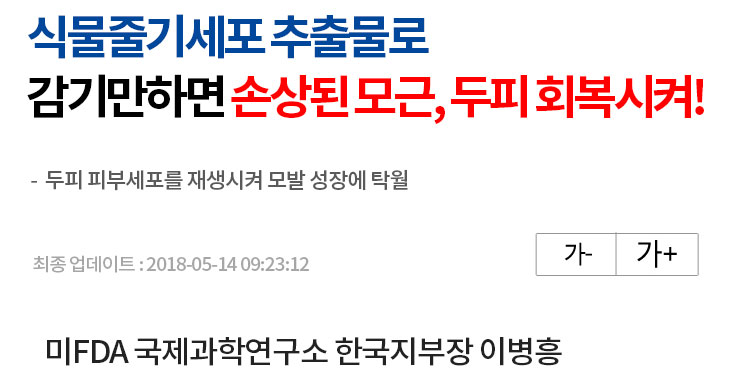 식물줄기세포 추출물로
감기만하면 손상된 모근, 두피 회복시켜!
- 두피 피부세포를 재생시켜 모발 성장에 탁월
최종 업데이트 : 2018-05-14 09:23:12
가- 가+
미FDA 국제과학연구소 한국지부장 이병흥